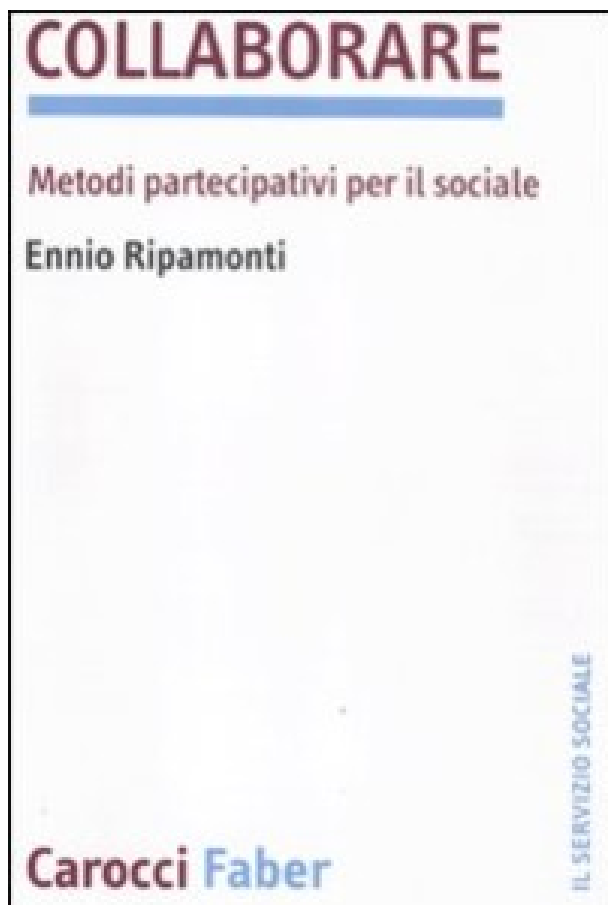 COLLABORARE
Metodi partecipativi per il sociale
Ennio Ripamonti
IL SERVIZIO SOCIALE
Carocci Faber